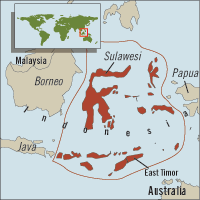 Malaysia
Sulawesi
Borneo
Papua
Indonesia
Java
East Timor
Australia